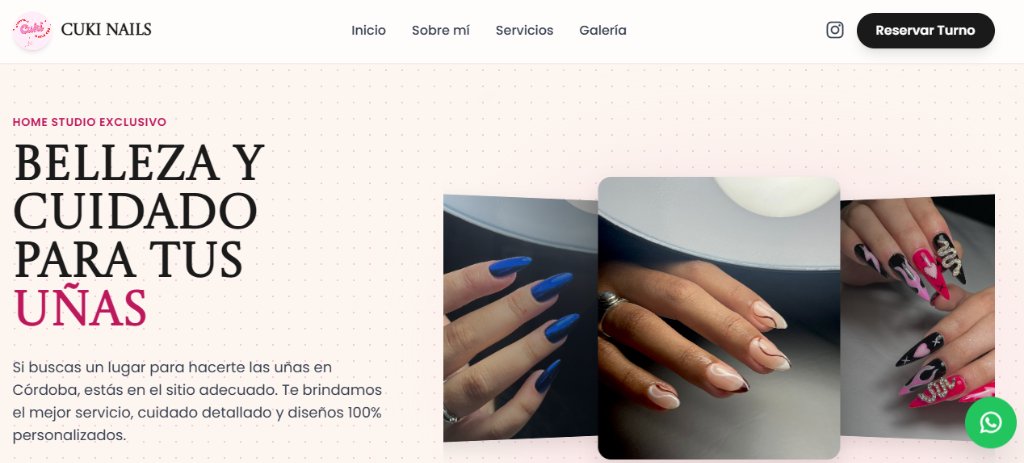 Cuki
CUKI NAILS
Inicio
Sobre mí
Servicios
Galería
Reservar Turno
HOME STUDIO EXCLUSIVO
BELLEZA Y
CUIDADO
PARA TUS
UÑAS
Si buscas un lugar para hacerte las uñas en
Córdoba, estás en el sitio adecuado. Te brindamos
el mejor servicio, cuidado detallado y diseños 100%
personalizados.